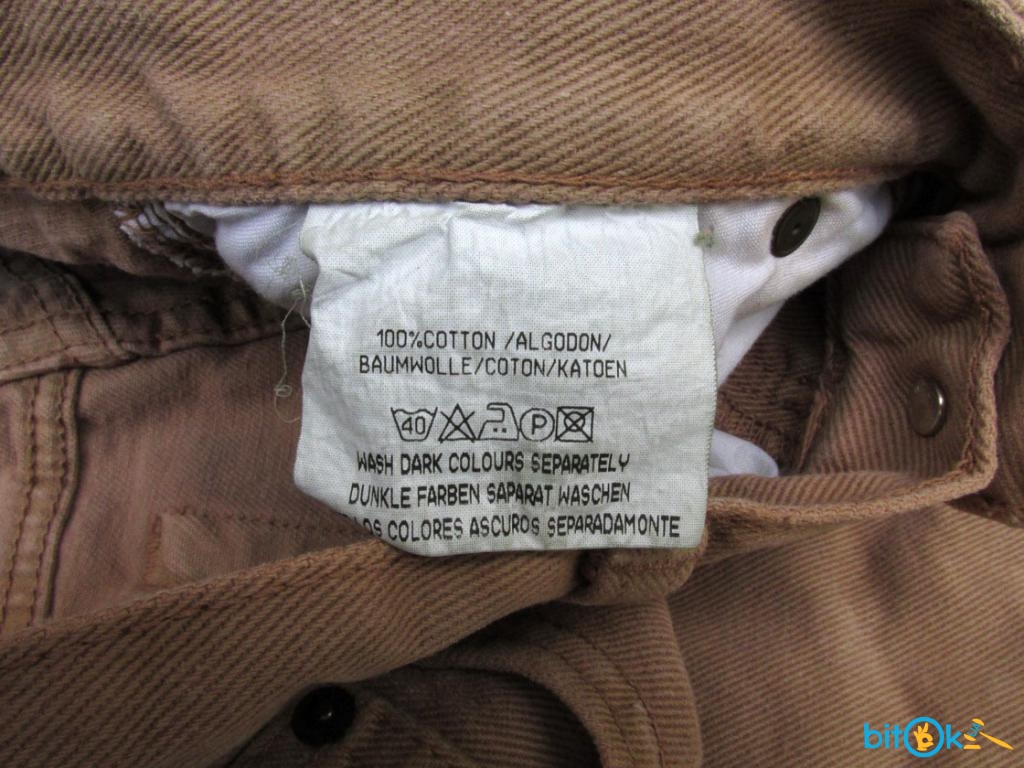 100%COTTON /ALGODON/
BAUMWOLLE/COTON/KATOEN
40 P
WASH DARK COLOURS SEPARATELY
DUNKLE FARBEN SAPARAT WASCHEN
COLORES ASCUROS SEPARADAMONTE
bitOk